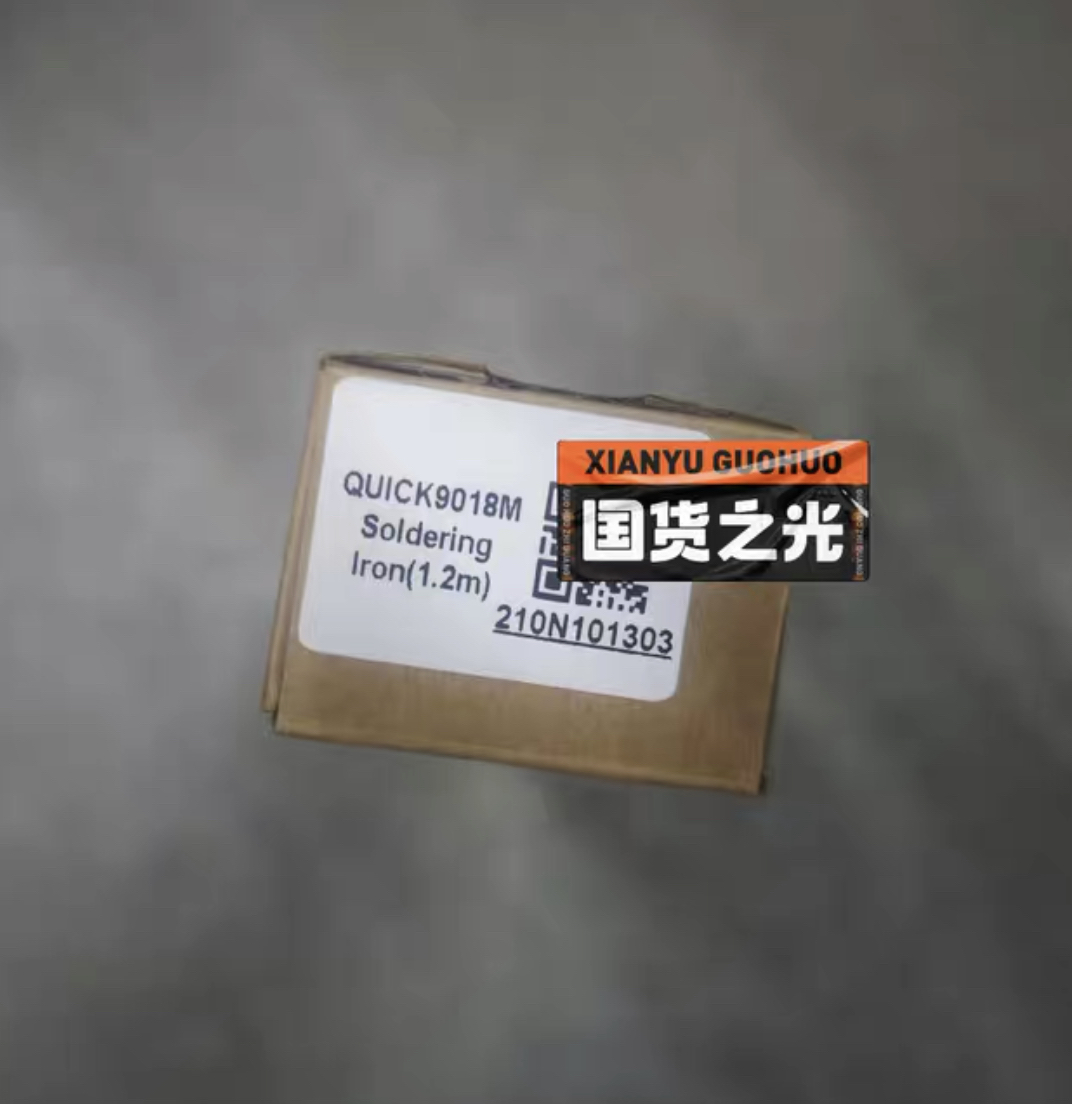 QUICK9018M
Soldering
Iron(1.2m)
210N101303
XIANYU GUOHUO
国货之光